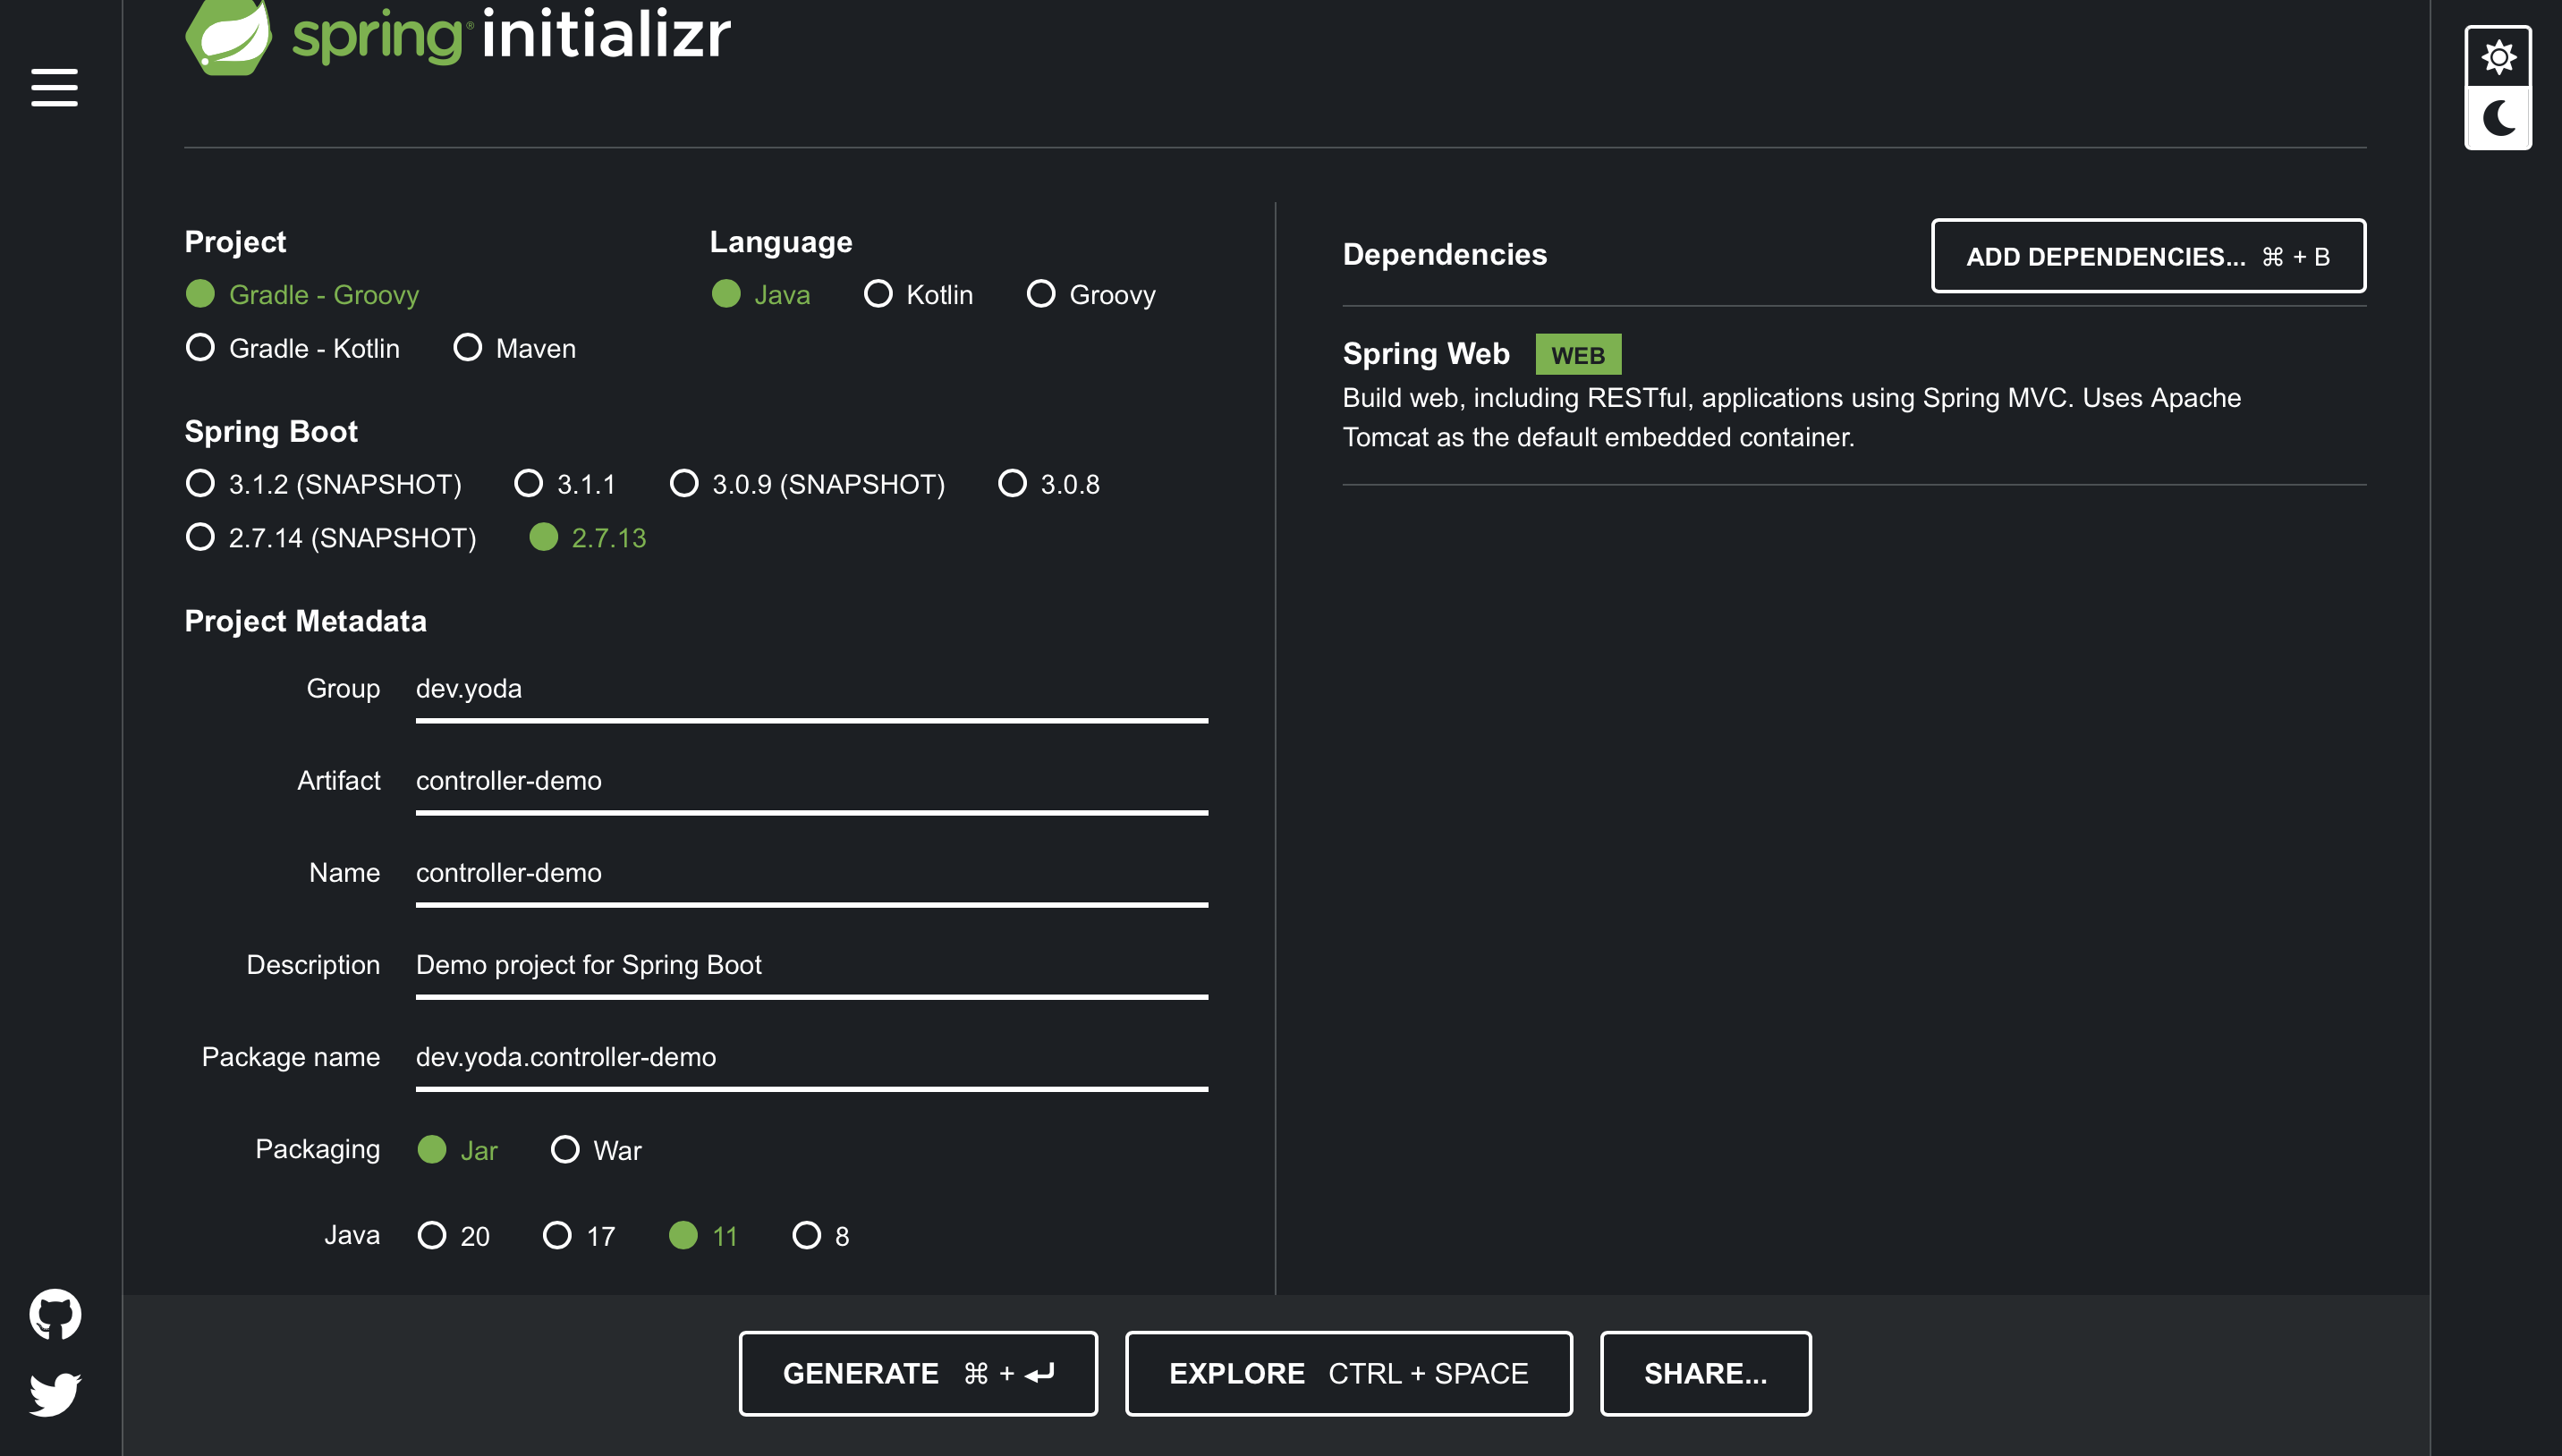 spring initializr
Project
Gradle - Groovy
Gradle - Kotlin Maven
Language
Java Kotlin Groovy
Spring Boot
3.1.2 (SNAPSHOT) 3.1.1 3.0.9 (SNAPSHOT) 3.0.8
2.7.14 (SNAPSHOT) 2.7.13
Project Metadata
Group dev.yoda
Artifact controller-demo
Name controller-demo
Description Demo project for Spring Boot
Package name dev.yoda.controller-demo
Packaging Jar War
Java 20 17 11 8
Dependencies ADD DEPENDENCIES... ⌘ + B
Spring Web WEB
Build web, including RESTful, applications using Spring MVC. Uses Apache
Tomcat as the default embedded container.
GENERATE ⌘ + ⏎ EXPLORE CTRL + SPACE SHARE...